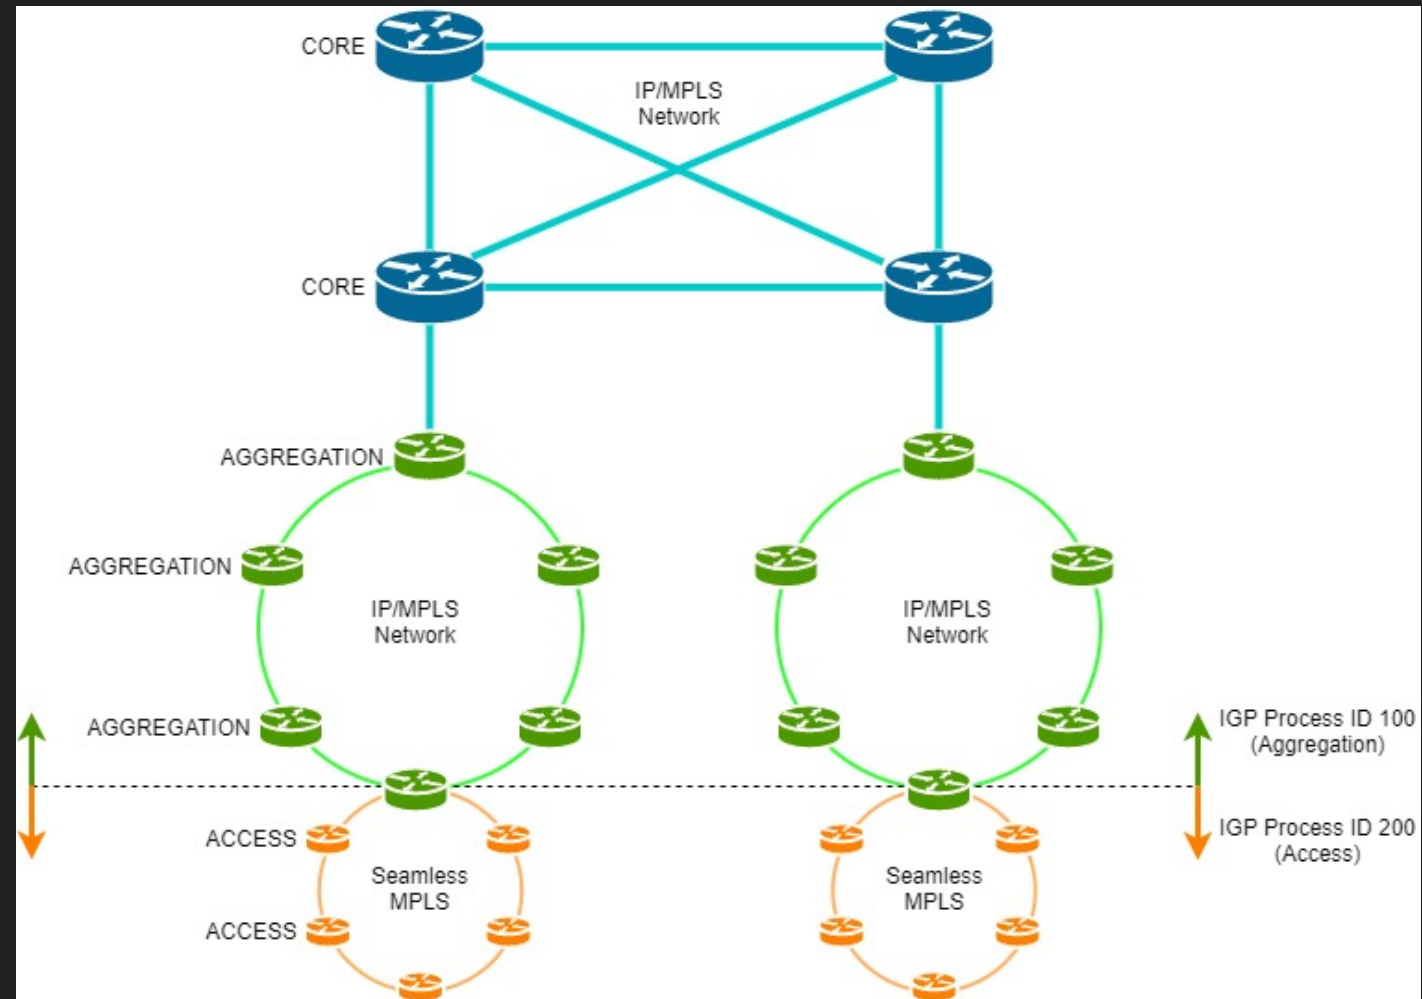 CORE
IP/MPLS
Network
CORE
AGGREGATION
AGGREGATION
IP/MPLS
Network
IP/MPLS
Network
AGGREGATION
IGP Process ID 100
(Aggregation)
ACCESS
IGP Process ID 200
(Access)
Seamless
MPLS
Seamless
MPLS
ACCESS